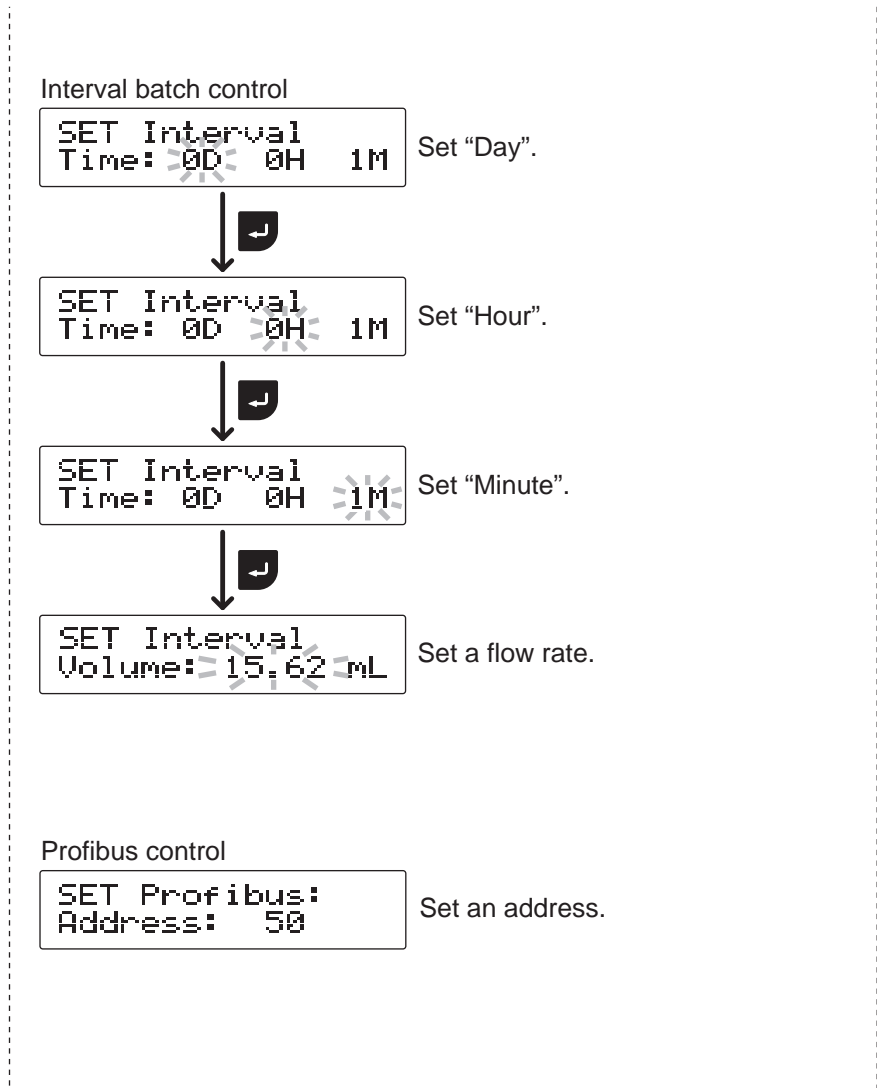 Interval batch control
SET Interval
Time: 0D 0H 1M
Set “Day”.
SET Interval
Time: 0D 0H 1M
Set “Hour”.
SET Interval
Time: 0D 0H 1M
Set “Minute”.
SET Interval
Volume: 15.62 mL
Set a flow rate.
Profibus control
SET Profibus:
Address: 50
Set an address.